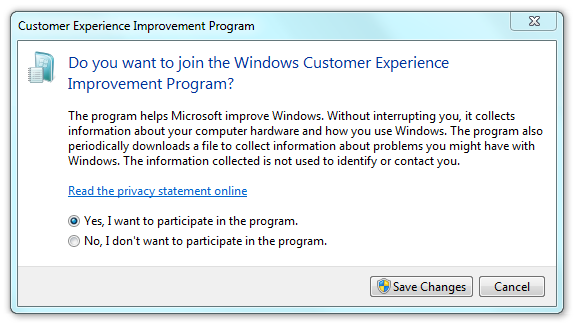 Customer Experience Improvement Program
Do you want to join the Windows Customer Experience
Improvement Program?
The program helps Microsoft improve Windows. Without interrupting you, it collects
information about your computer hardware and how you use Windows. The program also
periodically downloads a file to collect information about problems you might have with
Windows. The information collected is not used to identify or contact you.
Read the privacy statement online
Yes, I want to participate in the program.
No, I don't want to participate in the program.
Save Changes Cancel